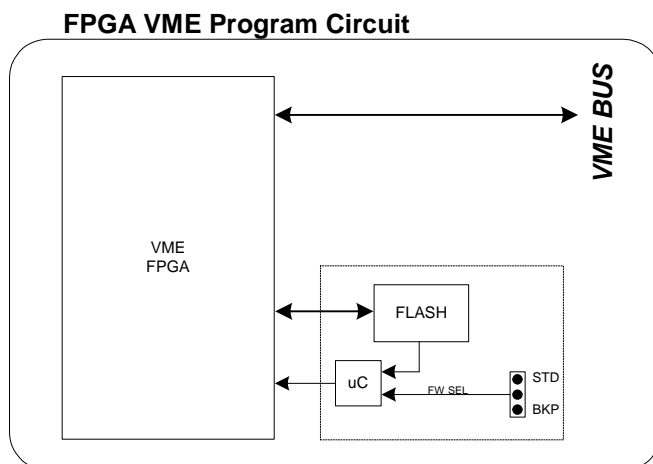 FPGA VME Program Circuit
VME BUS
VME
FPGA
FLASH
uC
FW SEL
STD
BKP